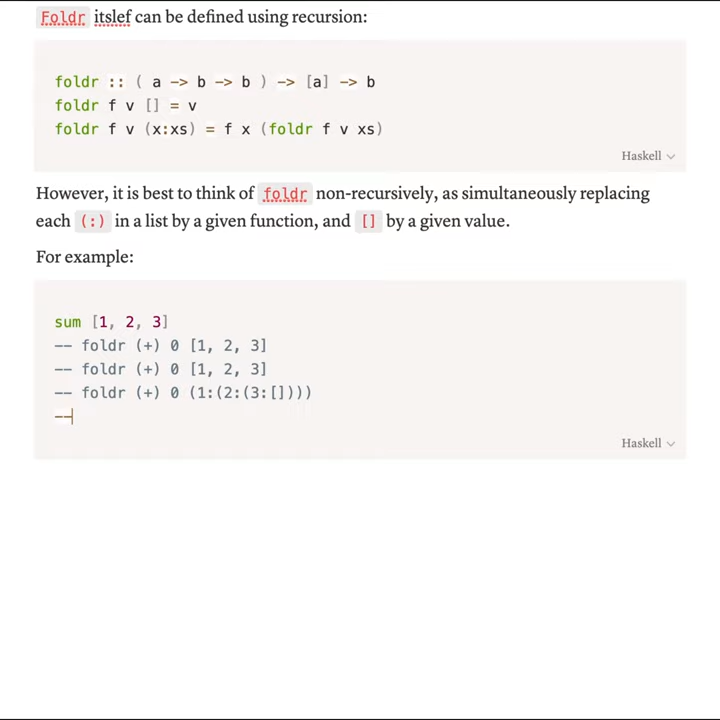 Foldr itslef can be defined using recursion:
foldr :: ( a -> b -> b ) -> [a] -> b
foldr f v [] = v
foldr f v (x:xs) = f x (foldr f v xs)
Haskell
However, it is best to think of foldr non-recursively, as simultaneously replacing
each (:) in a list by a given function, and [] by a given value.
For example:
sum [1, 2, 3]
-- foldr (+) 0 [1, 2, 3]
-- foldr (+) 0 [1, 2, 3]
-- foldr (+) 0 (1:(2:(3:[])))
--
Haskell